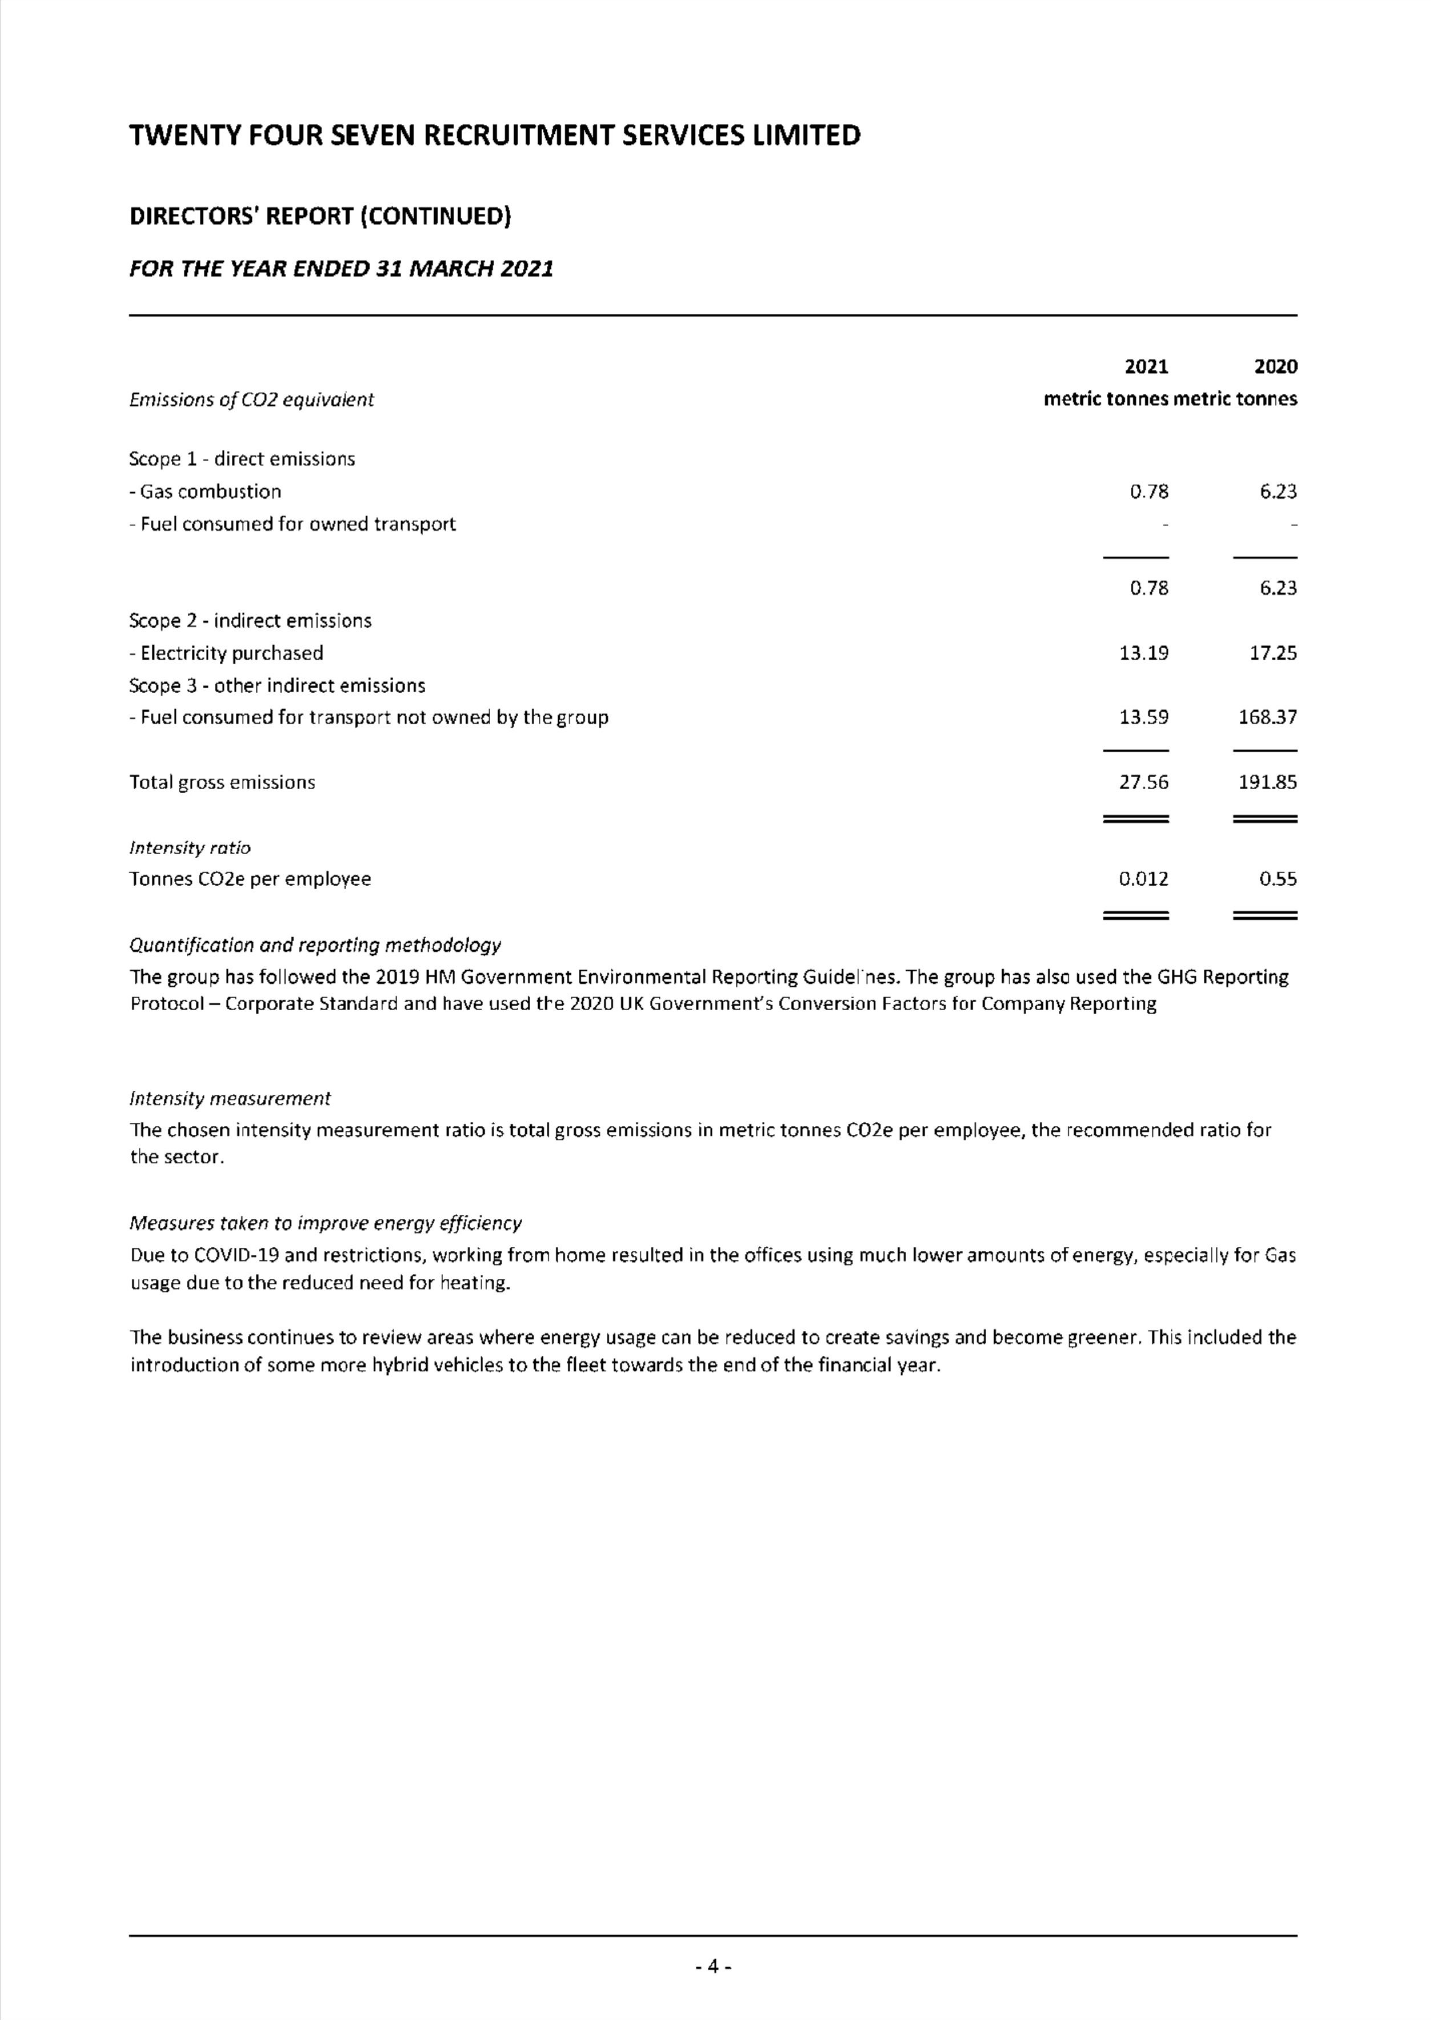 TWENTY FOUR SEVEN RECRUITMENT SERVICES LIMITED
DIRECTORS' REPORT (CONTINUED)
FOR THE YEAR ENDED 31 MARCH 2021
2021 2020
Emissions of CO2 equivalent metric tonnes metric tonnes
Scope 1 - direct emissions
- Gas combustion 0.78 6.23
- Fuel consumed for owned transport - -
0.78 6.23
Scope 2 - indirect emissions
- Electricity purchased 13.19 17.25
Scope 3 - other indirect emissions
- Fuel consumed for transport not owned by the group 13.59 168.37
Total gross emissions 27.56 191.85
Intensity ratio
Tonnes CO2e per employee 0.012 0.55
Quantification and reporting methodology
The group has followed the 2019 HM Government Environmental Reporting Guidelines. The group has also used the GHG Reporting
Protocol – Corporate Standard and have used the 2020 UK Government's Conversion Factors for Company Reporting
Intensity measurement
The chosen intensity measurement ratio is total gross emissions in metric tonnes CO2e per employee, the recommended ratio for
the sector.
Measures taken to improve energy efficiency
Due to COVID-19 and restrictions, working from home resulted in the offices using much lower amounts of energy, especially for Gas
usage due to the reduced need for heating.
The business continues to review areas where energy usage can be reduced to create savings and become greener. This included the
introduction of some more hybrid vehicles to the fleet towards the end of the financial year.
- 4 -